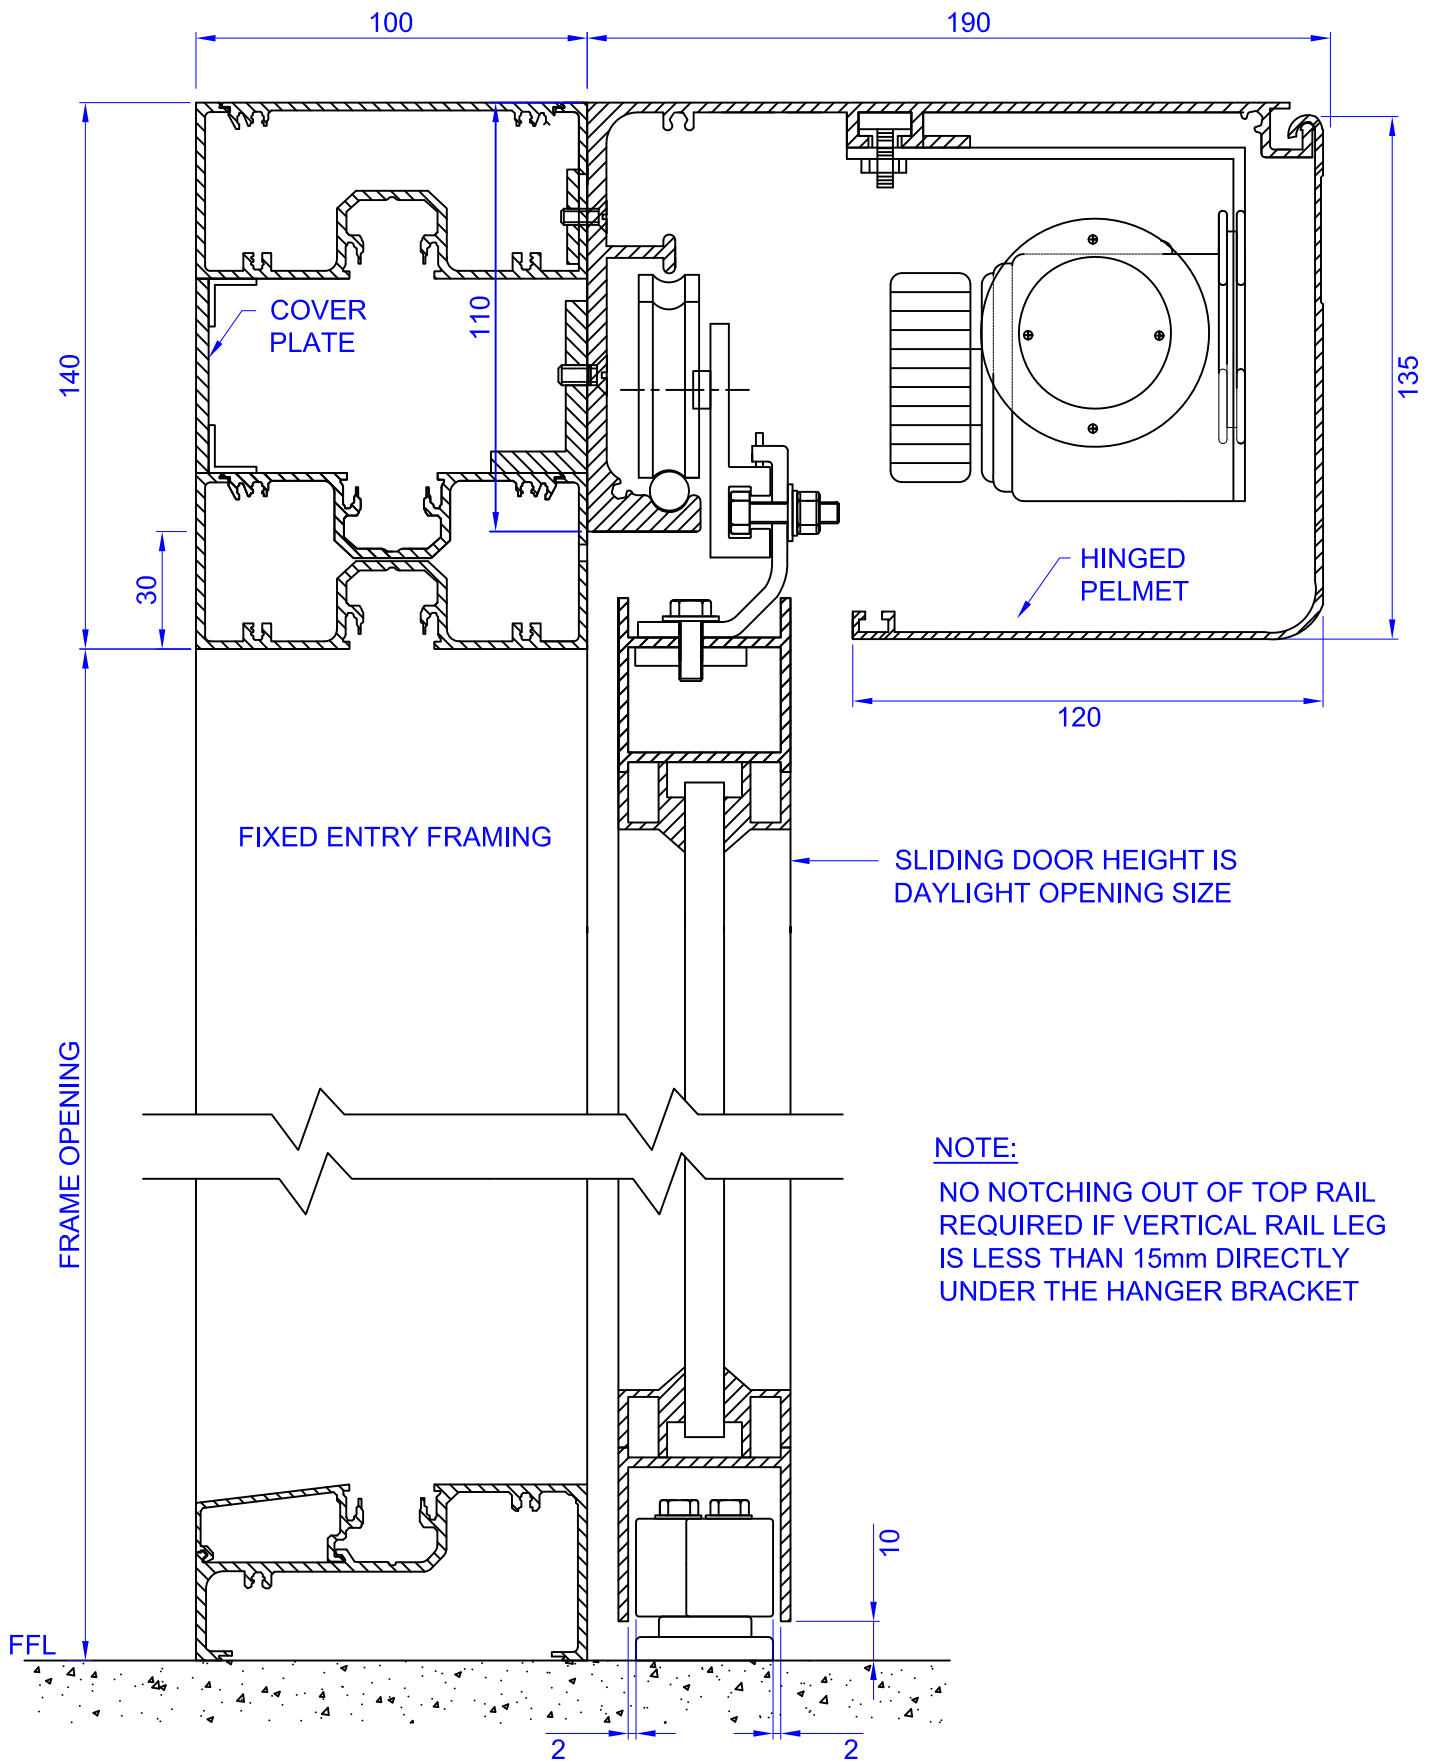 100
190
COVER
PLATE
110
140
135
30
HINGED
PELMET
120
FIXED ENTRY FRAMING
SLIDING DOOR HEIGHT IS
DAYLIGHT OPENING SIZE
FRAME OPENING
NOTE:
NO NOTCHING OUT OF TOP RAIL
REQUIRED IF VERTICAL RAIL LEG
IS LESS THAN 15mm DIRECTLY
UNDER THE HANGER BRACKET
10
FFL
2
2